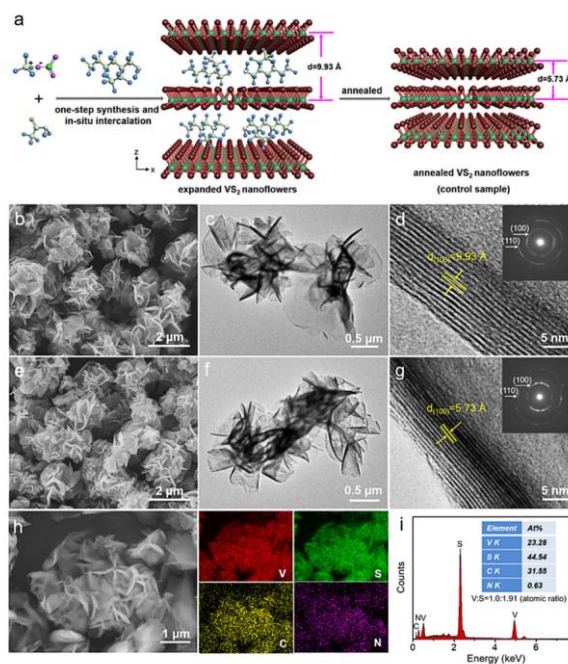 a
d=9.93 Å
d=5.73 Å
+
one-step synthesis and
in-situ intercalation
annealed
Z
x
expanded VS₂ nanoflowers
annealed VS₂ nanoflowers
(control sample)
b
2 μm
c
0.5 μm
d
d(100)=9.93 Å
(100)
(110)
5 nm
e
2 μm
f
0.5 μm
g
d(100)=5.73 Å
(100)
(110)
5 nm
h
1 μm
V
S
C
N
i
Counts
Energy (keV)
C
NV
S
V
0
2
4
6
8
Element At%
V K 23.28
S K 44.54
C K 31.55
N K 0.63
V:S=1.0:1.91 (atomic ratio)